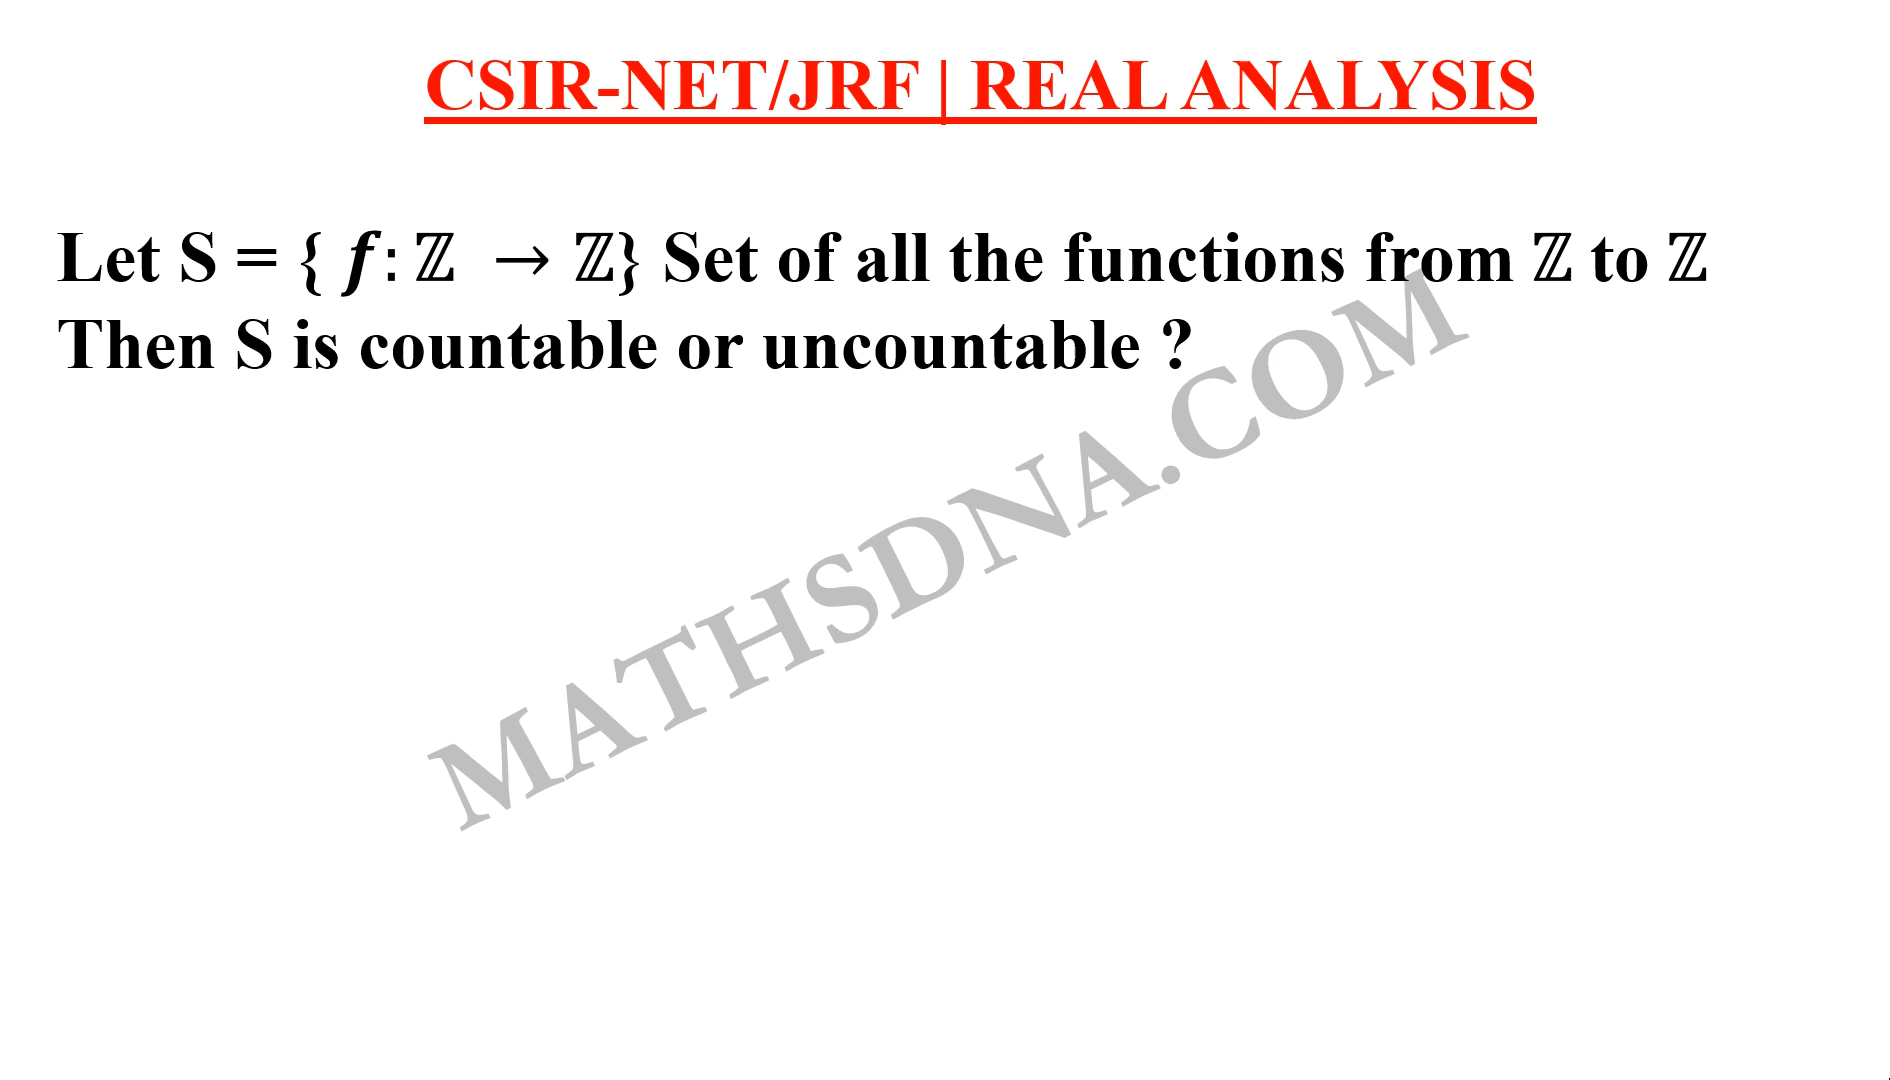 CSIR-NET/JRF | REAL ANALYSIS
Let S = { 𝒇: ℤ → ℤ} Set of all the functions from ℤ to ℤ
Then S is countable or uncountable ?
MATHSDNA.COM